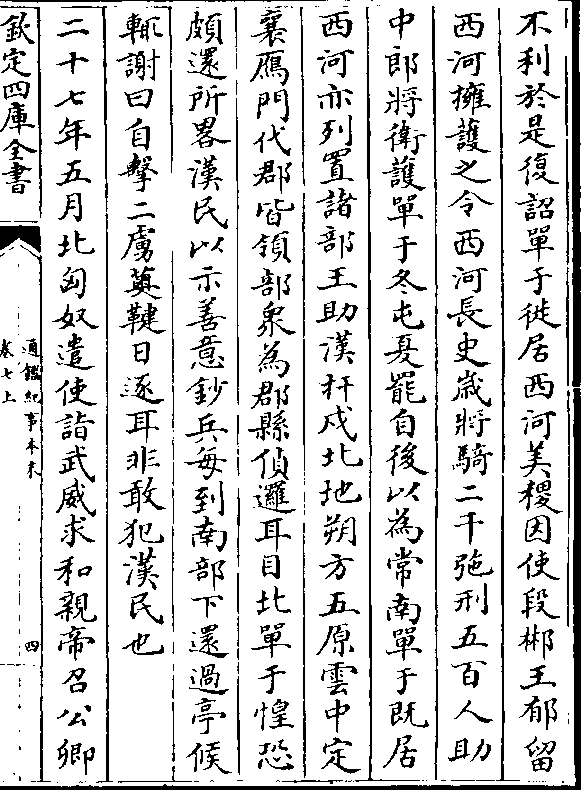 不利於是復詔單于徙居西河美稷因使段郴王郁留
西河擁護之令西河長史歲將騎二千弛刑五百人助
中郎將衛護單于冬屯夏罷自後以為常南單于既居
西河亦列置諸部王助漢扞戍北地朔方五原雲中定
襄鴈門代郡皆領部衆為郡縣偵邏耳目北單于惶恐
頗還所畧漢民以示善意鈔兵每到南部下還過亭候
輒謝曰自擊亡虜薁鞬日逐耳非敢犯漢民也
二十七年五月北匈奴遣使詣武威求和親帝召公卿
欽定四庫全書
通鑑紀事本末
卷七上
四